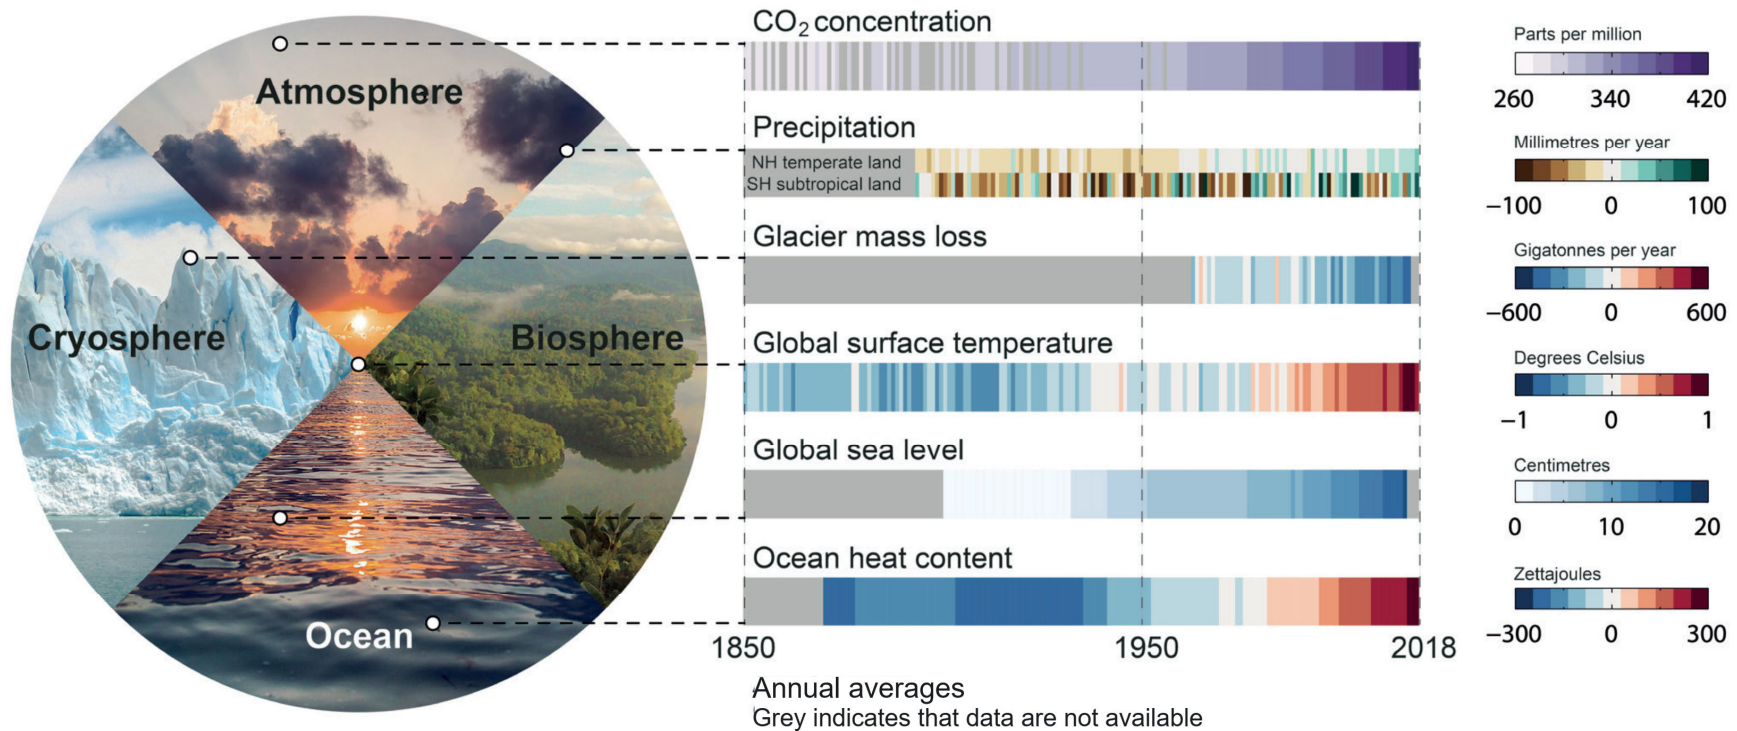 Atmosphere
Cryosphere
Biosphere
Ocean
CO₂ concentration
Precipitation
NH temperate land
SH subtropical land
Glacier mass loss
Global surface temperature
Global sea level
Ocean heat content
1850 1950 2018
Annual averages
Grey indicates that data are not available
Parts per million
260 340 420
Millimetres per year
−100 0 100
Gigatonnes per year
−600 0 600
Degrees Celsius
−1 0 1
Centimetres
0 10 20
Zettajoules
−300 0 300